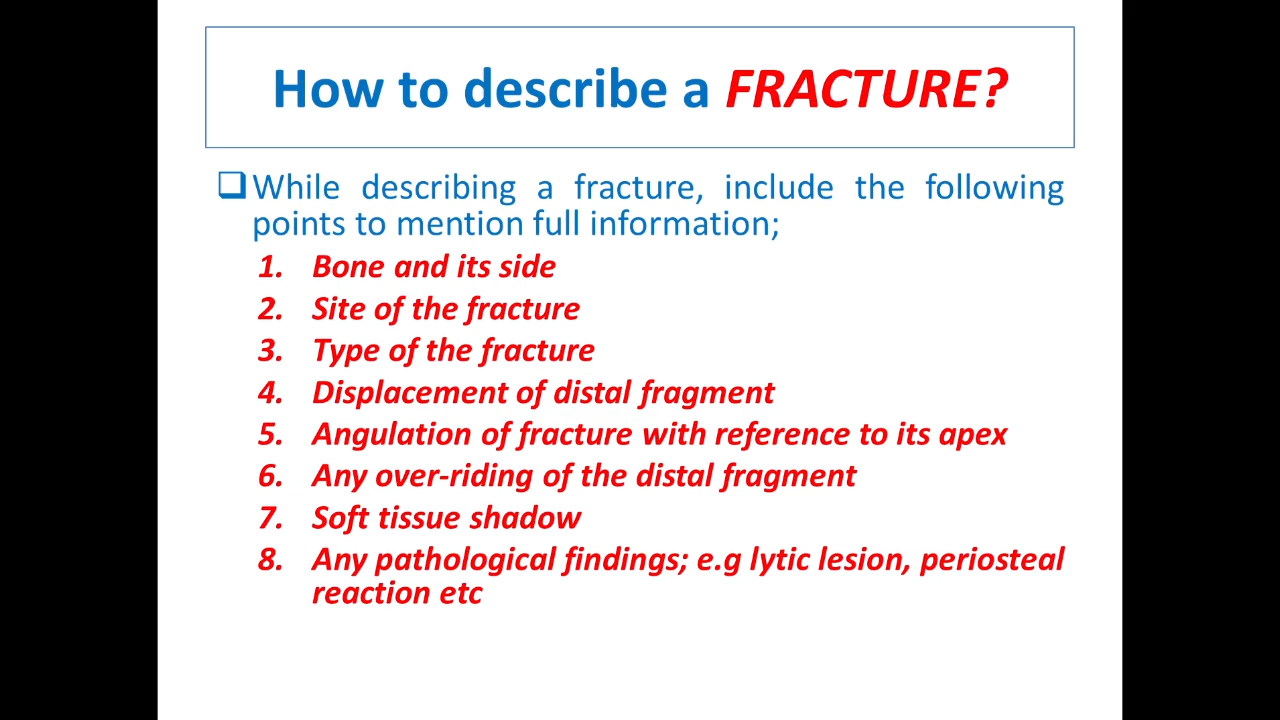 How to describe a FRACTURE?
While describing a fracture, include the following
points to mention full information;
1. Bone and its side
2. Site of the fracture
3. Type of the fracture
4. Displacement of distal fragment
5. Angulation of fracture with reference to its apex
6. Any over-riding of the distal fragment
7. Soft tissue shadow
8. Any pathological findings; e.g lytic lesion, periosteal
reaction etc